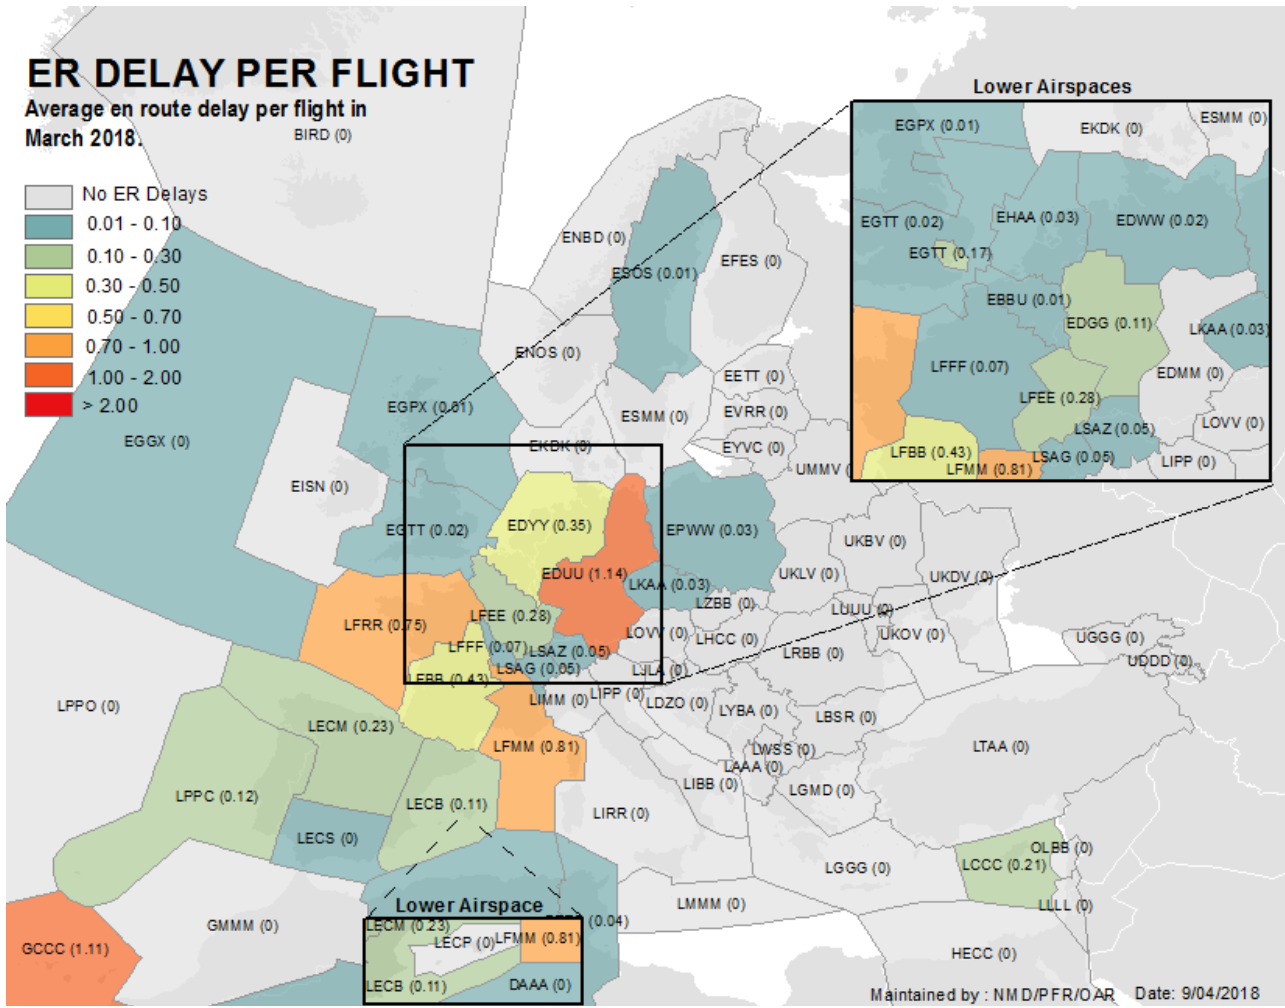 ER DELAY PER FLIGHT
Average en route delay per flight in
March 2018.
No ER Delays
0.01 - 0.10
0.10 - 0.30
0.30 - 0.50
0.50 - 0.70
0.70 - 1.00
1.00 - 2.00
> 2.00
BIRD (0)
ENBD (0)
ESOS (0.01)
EFES (0)
ENOS (0)
EETT (0)
ESMM (0)
EVRR (0)
EYVC (0)
EGPX (0.01)
EGGX (0)
EKDK (0)
UMMV (
EISN (0)
EGTT (0.02)
EDYY (0.35)
EPWW (0.03)
UKBV (0)
EDUU (1.14)
UKLV (0)
UKDV (0)
LKAA (0.03)
LZBB (0)
LFEE (0.28)
LUUU (0)
LFRR (0.75)
LOVV (0)
LHCC (0)
UKOV (0)
UGGG (0)
LFFF (0.07)
LSAZ (0.05)
LRBB (0)
UDDD (0)
LSAG (0.05)
LJLA (0)
LFBB (0.43)
LIMM (0)
LIPP (0)
LDZO (0)
LPPO (0)
LYBA (0)
LBSR (0)
LECM (0.23)
LFMM (0.81)
LWSS (0)
LTAA (0)
LAAA (0)
LIBB (0)
LGMD (0)
LPPC (0.12)
LECB (0.11)
LIRR (0)
LECS (0)
OLBB (0)
LGGG (0)
LCCC (0.21)
LMMM (0)
LLLL (0)
(0.04)
GMMM (0)
GCCC (1.11)
HECC (0)
Lower Airspaces
EGPX (0.01)
EKDK (0)
ESMM (0)
EGTT (0.02)
EHAA (0.03)
EDWW (0.02)
EGTT (0.17)
EBBU (0.01)
EDGG (0.11)
LKAA (0.03)
LFFF (0.07)
EDMM (0)
LFEE (0.28)
LSAZ (0.05)
LOVV (0)
LFBB (0.43)
LSAG (0.05)
LIPP (0)
LFMM (0.81)
Lower Airspace
LECM (0.23)
LECP (0)
LFMM (0.81)
LECB (0.11)
DAAA (0)
Maintained by : NMD/PFR/OAR Date: 9/04/2018